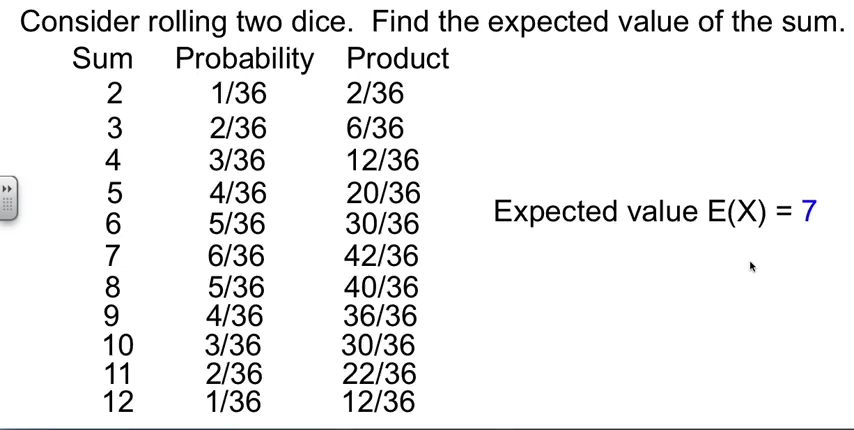 Consider rolling two dice. Find the expected value of the sum.
Sum Probability Product
2 1/36 2/36
3 2/36 6/36
4 3/36 12/36
5 4/36 20/36
6 5/36 30/36
7 6/36 42/36
8 5/36 40/36
9 4/36 36/36
10 3/36 30/36
11 2/36 22/36
12 1/36 12/36
Expected value E(X) = 7